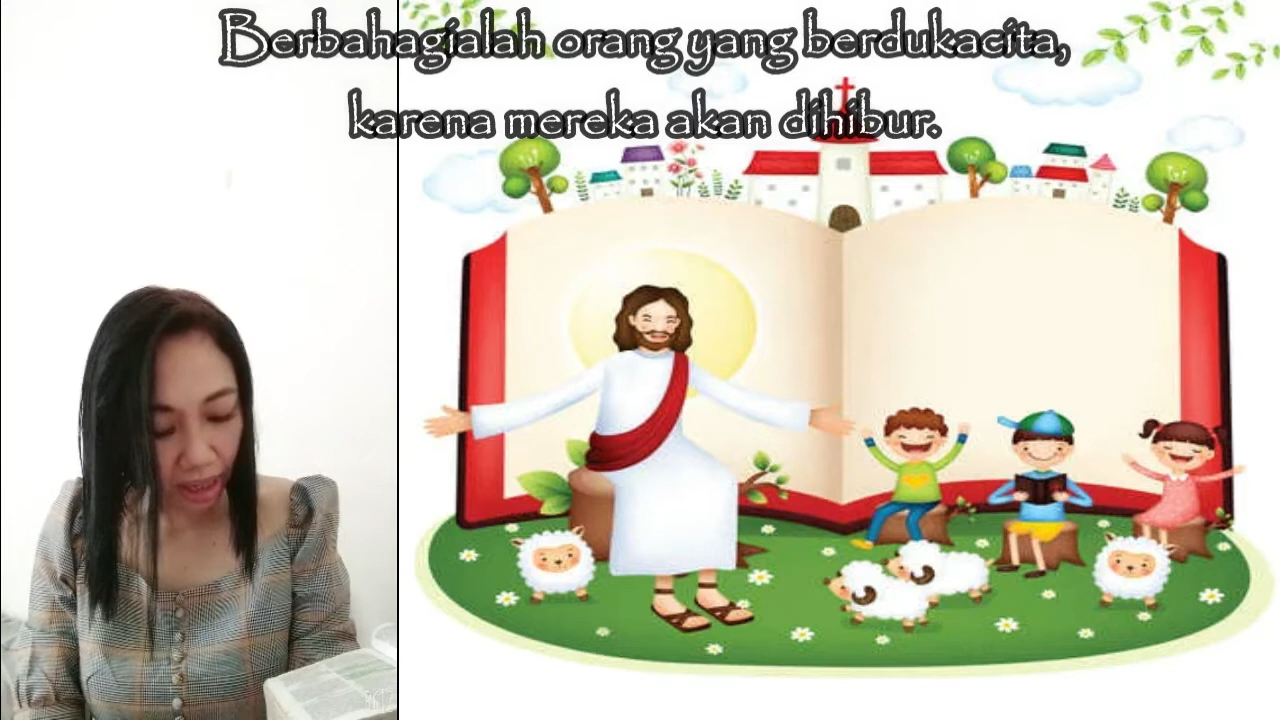 Berbahagialah orang yang berdukacita,
karena mereka akan dihibur.